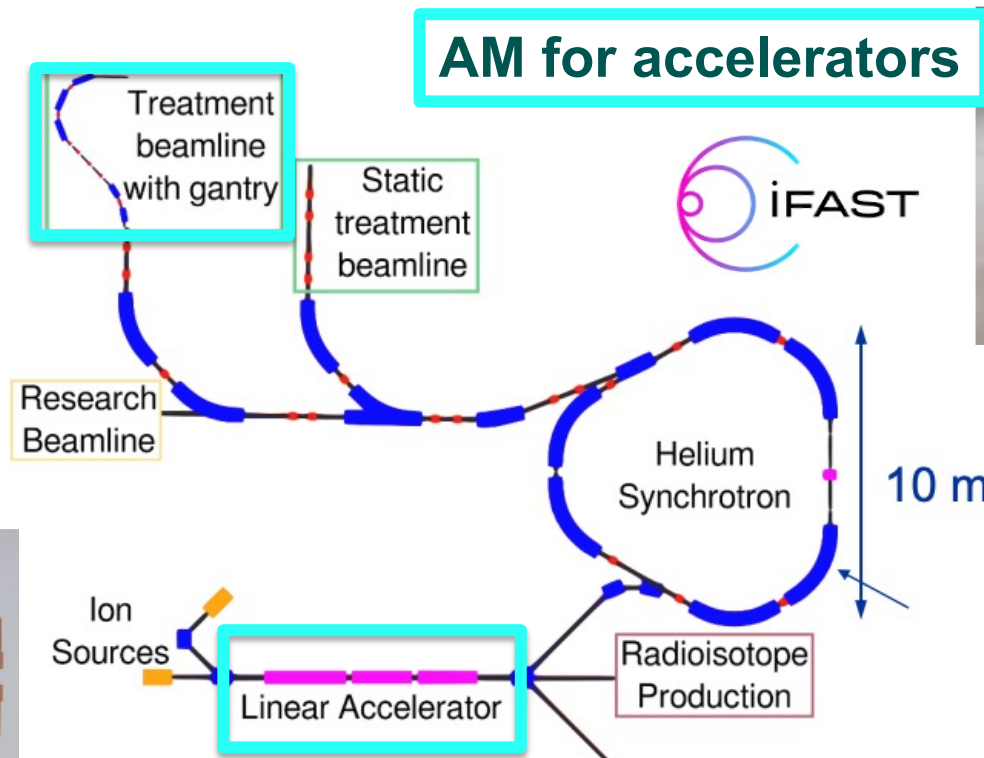 AM for accelerators
Treatment
beamline
with gantry
Static
treatment
beamline
iFAST
Research
Beamline
Helium
Synchrotron
10 m
Ion
Sources
Linear Accelerator
Radioisotope
Production